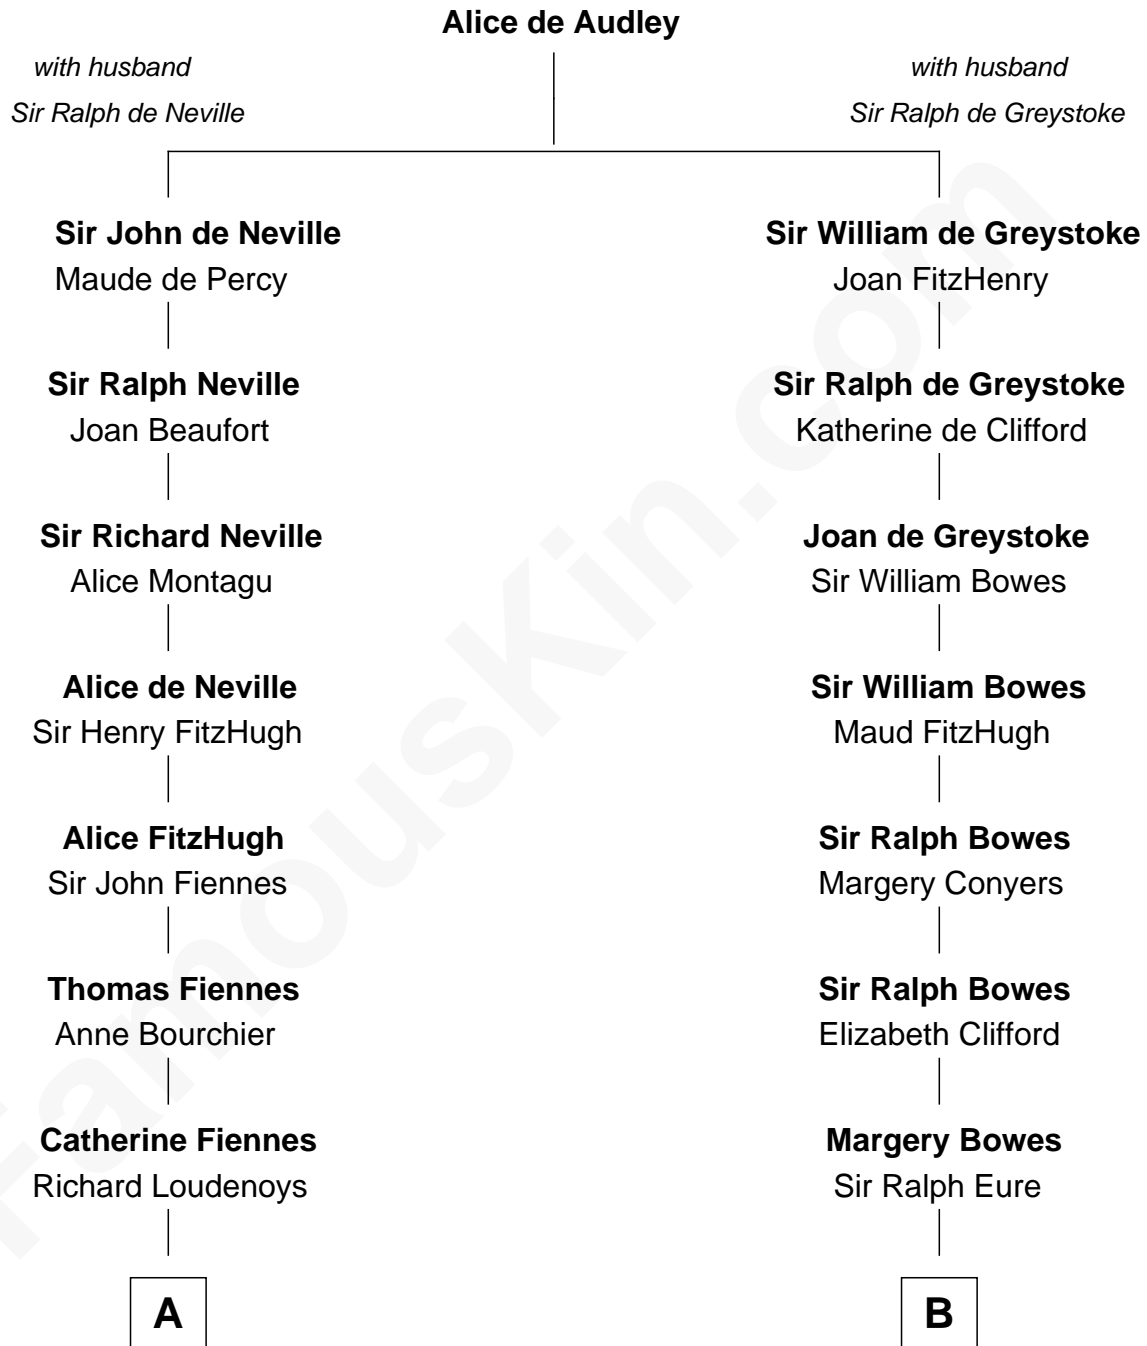 Alice de Audley
with husband
Sir Ralph de Neville
with husband
Sir Ralph de Greystoke
Sir John de Neville
Maude de Percy
Sir Ralph Neville
Joan Beaufort
Sir Richard Neville
Alice Montagu
Alice de Neville
Sir Henry FitzHugh
Alice FitzHugh
Sir John Fiennes
Thomas Fiennes
Anne Bourchier
Catherine Fiennes
Richard Loudenoys
A
Sir William de Greystoke
Joan FitzHenry
Sir Ralph de Greystoke
Katherine de Clifford
Joan de Greystoke
Sir William Bowes
Sir William Bowes
Maud FitzHugh
Sir Ralph Bowes
Margery Conyers
Sir Ralph Bowes
Elizabeth Clifford
Margery Bowes
Sir Ralph Eure
B
FamousKin.com